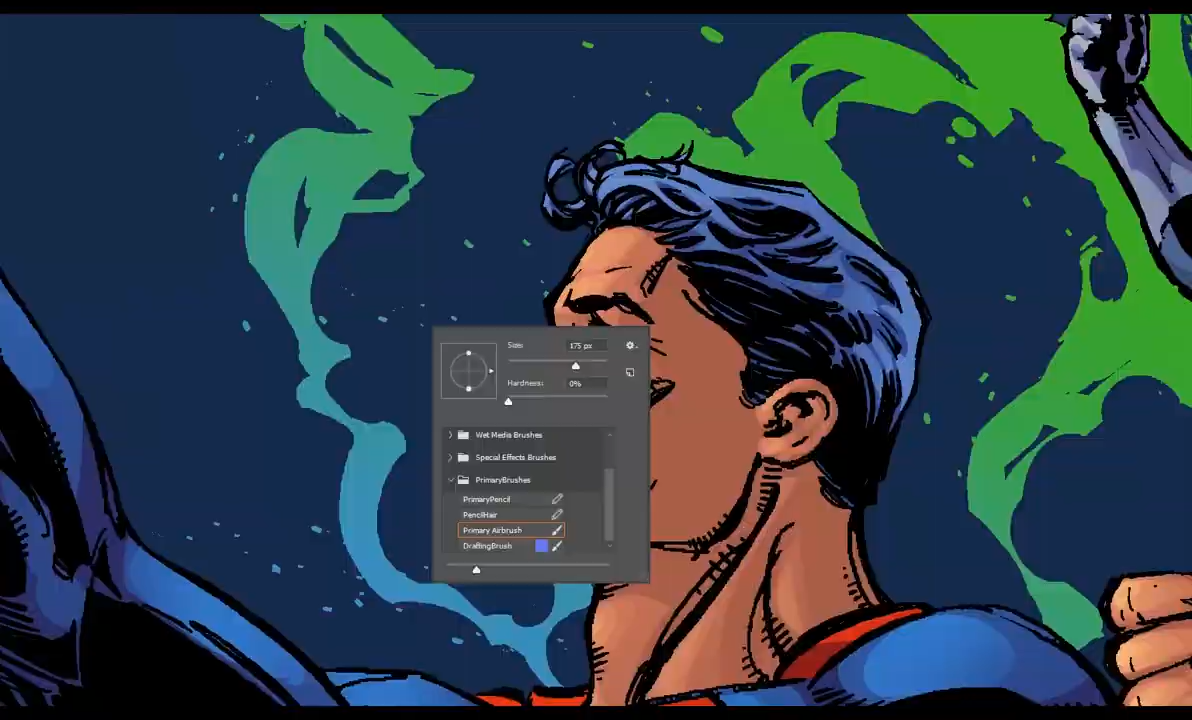 Size:
175 px
Hardness:
0%
Wet Media Brushes
Special Effects Brushes
PrimaryBrushes
PrimaryPencil
PencilHair
Primary Airbrush
DraftingBrush